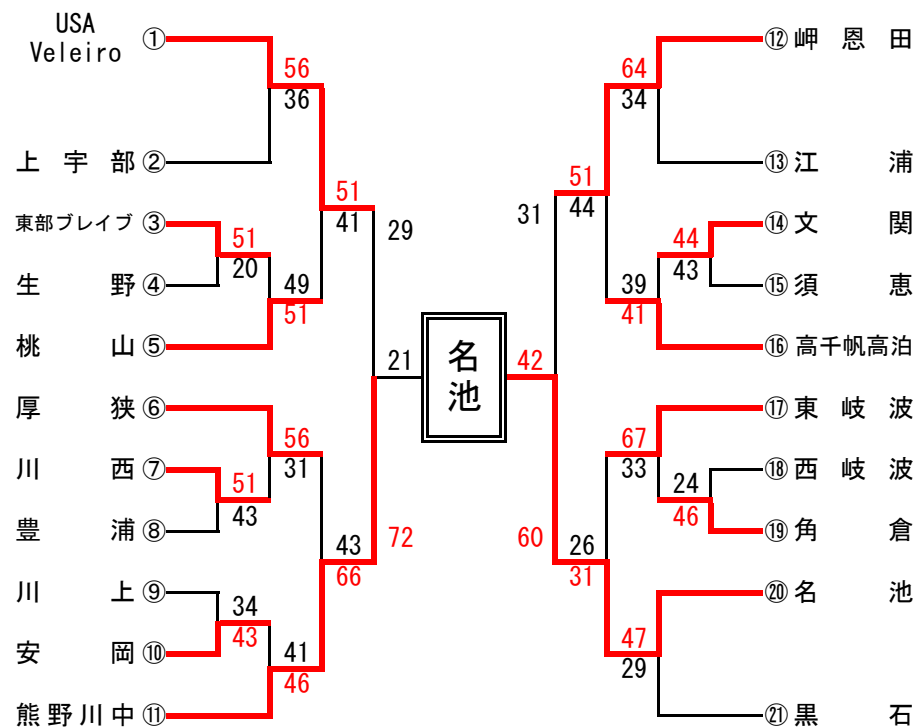 USA
Veleiro ①
56
36
上宇部 ②
51
41
29
東部ブレイブ ③
51
20
生野 ④
49
51
桃山 ⑤
21
厚狭 ⑥
56
31
川西 ⑦
51
43
豊浦 ⑧
43
66
72
川上 ⑨
34
43
安岡 ⑩
41
46
熊野川中 ⑪
名池
42
⑫ 岬恩田
64
34
⑬ 江浦
31
51
44
⑭ 文関
44
43
⑮ 須恵
39
41
⑯ 高千帆高泊
⑰ 東岐波
67
33
⑱ 西岐波
24
46
⑲ 角倉
60
26
31
⑳ 名池
47
29
㉑ 黒石